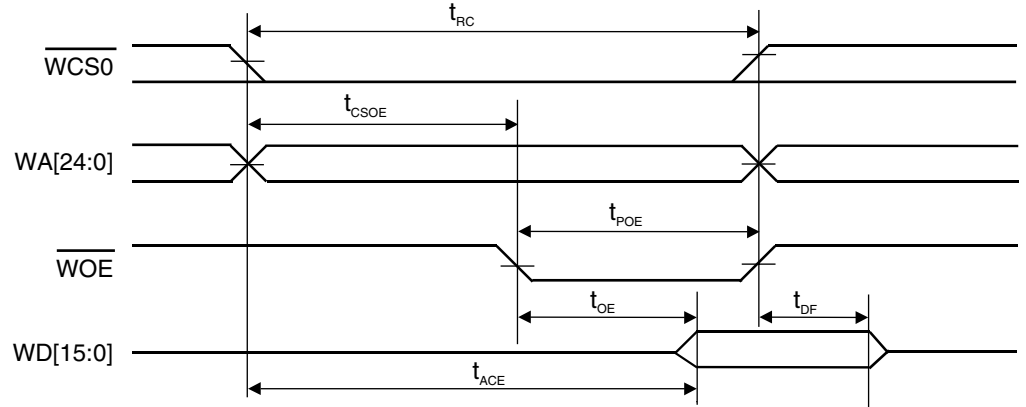 tRC
WCS0
tCSOE
WA[24:0]
tPOE
WOE
tOE
tDF
WD[15:0]
tACE